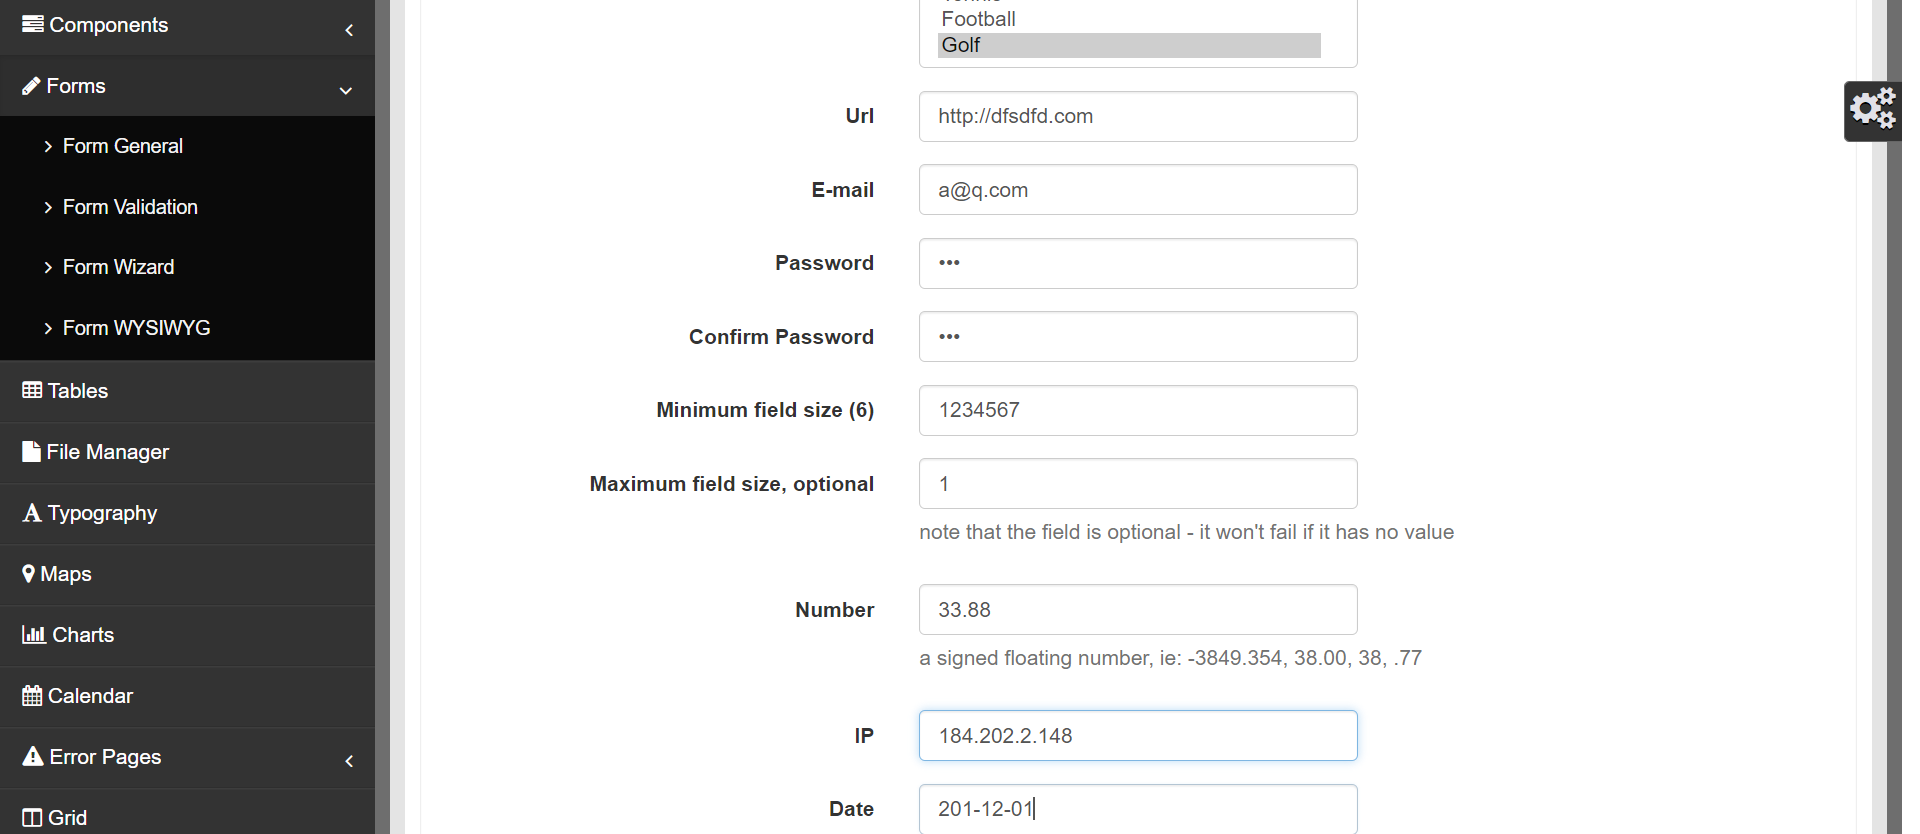 Components
Forms
Form General
Form Validation
Form Wizard
Form WYSIWYG
Tables
File Manager
Typography
Maps
Charts
Calendar
Error Pages
Grid
Football
Golf
Url http://dfsdfd.com
E-mail a@q.com
Password •••
Confirm Password •••
Minimum field size (6) 1234567
Maximum field size, optional 1
note that the field is optional - it won't fail if it has no value
Number 33.88
a signed floating number, ie: -3849.354, 38.00, 38, .77
IP 184.202.2.148
Date 201-12-01